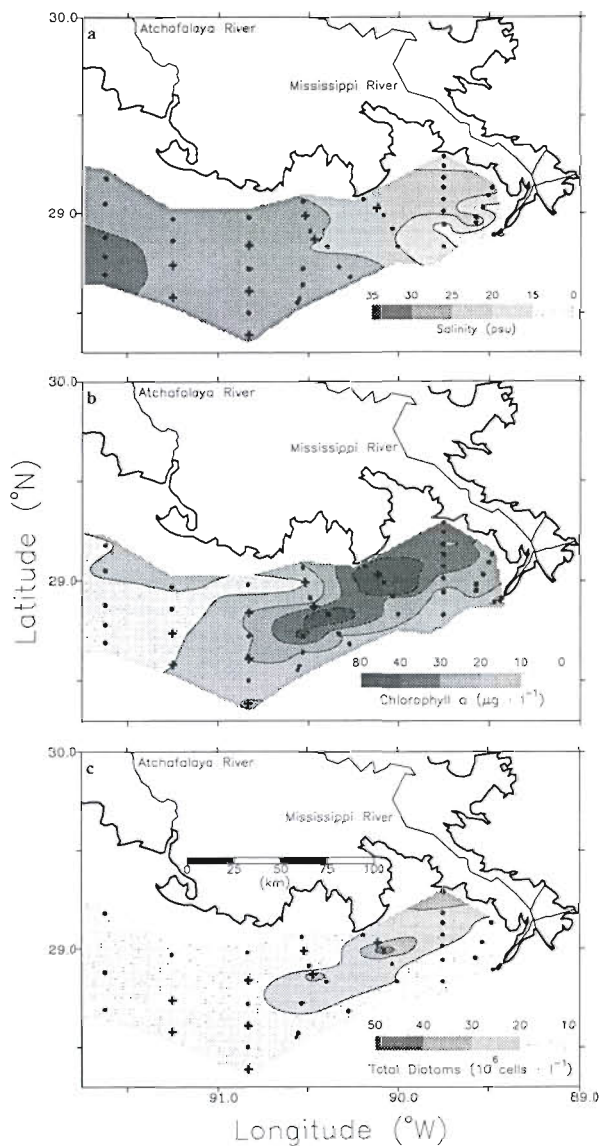 a
Atchafalaya River
30.0
Mississippi River
29.0
35 30 25 20 15 0
Salinity (psu)
b
30.0
Atchafalaya River
Mississippi River
29.0
80 40 30 20 10 0
Chlorophyll a (μg · l⁻¹)
Latitude (°N)
c
30.0
Atchafalaya River
Mississippi River
0 25 50 75 100
(km)
29.0
50 40 30 20 10 0
Total Diatoms (10⁶ cells · l⁻¹)
91.0 90.0 89.0
Longitude (°W)